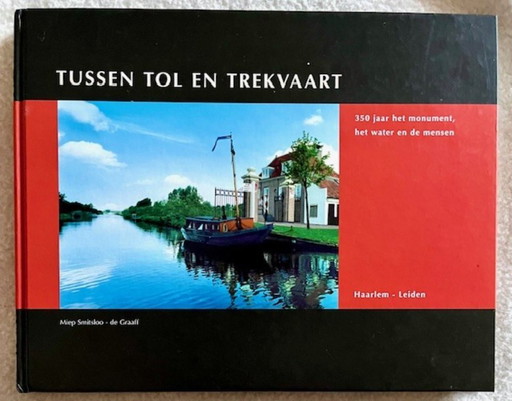 TUSSEN TOL EN TREKVAART
350 jaar het monument,
het water en de mensen
Haarlem - Leiden
Miep Smitsloo - de Graaff